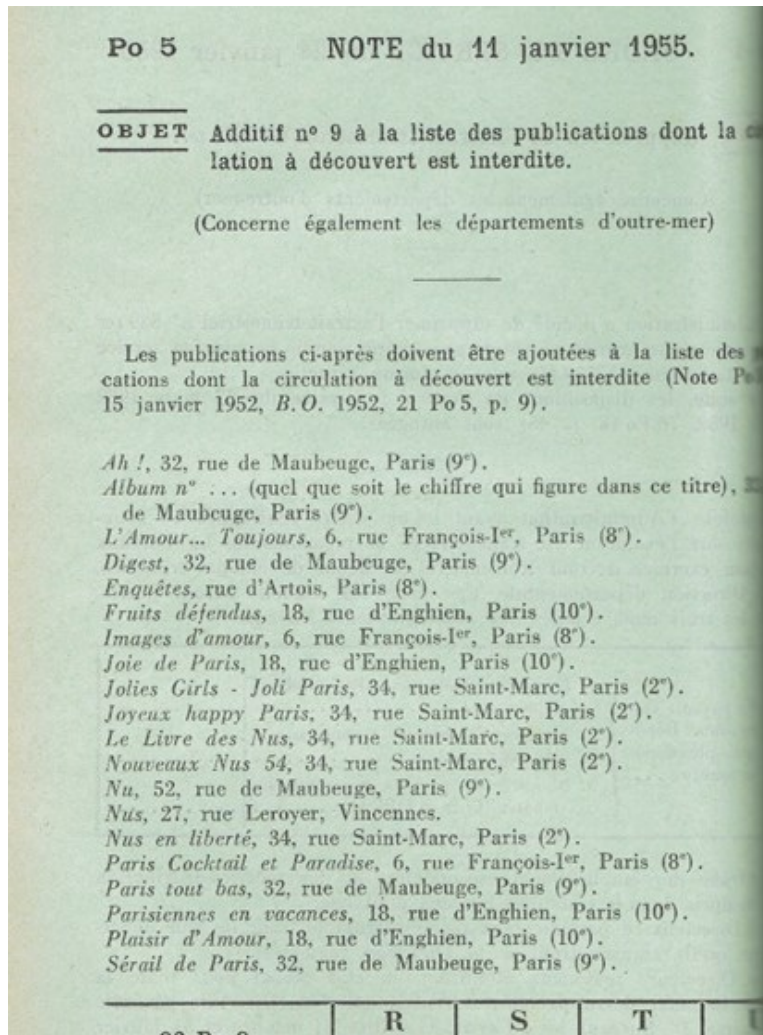 Po 5 NOTE du 11 janvier 1955.
OBJET Additif nº 9 à la liste des publications dont la
lation à découvert est interdite.
(Concerne également les départements d'outre-mer)
Les publications ci-après doivent être ajoutées à la liste des
cations dont la circulation à découvert est interdite (Note
15 janvier 1952, B.O. 1952, 21 Po 5, p. 9).
Ah !, 32, rue de Maubeuge, Paris (9e).
Album nº ... (quel que soit le chiffre qui figure dans ce titre),
de Maubeuge, Paris (9e).
L'Amour... Toujours, 6, rue François-Ier, Paris (8e).
Digest, 32, rue de Maubeuge, Paris (9e).
Enquêtes, rue d'Artois, Paris (8e).
Fruits défendus, 18, rue d'Enghien, Paris (10e).
Images d'amour, 6, rue François-Ier, Paris (8e).
Joie de Paris, 18, rue d'Enghien, Paris (10e).
Jolies Girls - Joli Paris, 34, rue Saint-Marc, Paris (2e).
Joyeux happy Paris, 34, rue Saint-Marc, Paris (2e).
Le Livre des Nus, 34, rue Saint-Marc, Paris (2e).
Nouveaux Nus 54, 34, rue Saint-Marc, Paris (2e).
Nu, 52, rue de Maubeuge, Paris (9e).
Nus, 27, rue Leroyer, Vincennes.
Nus en liberté, 34, rue Saint-Marc, Paris (2e).
Paris Cocktail et Paradise, 6, rue François-Ier, Paris (8e).
Paris tout bas, 32, rue de Maubeuge, Paris (9e).
Parisiennes en vacances, 18, rue d'Enghien, Paris (10e).
Plaisir d'Amour, 18, rue d'Enghien, Paris (10e).
Sérail de Paris, 32, rue de Maubeuge, Paris (9e).
R S T